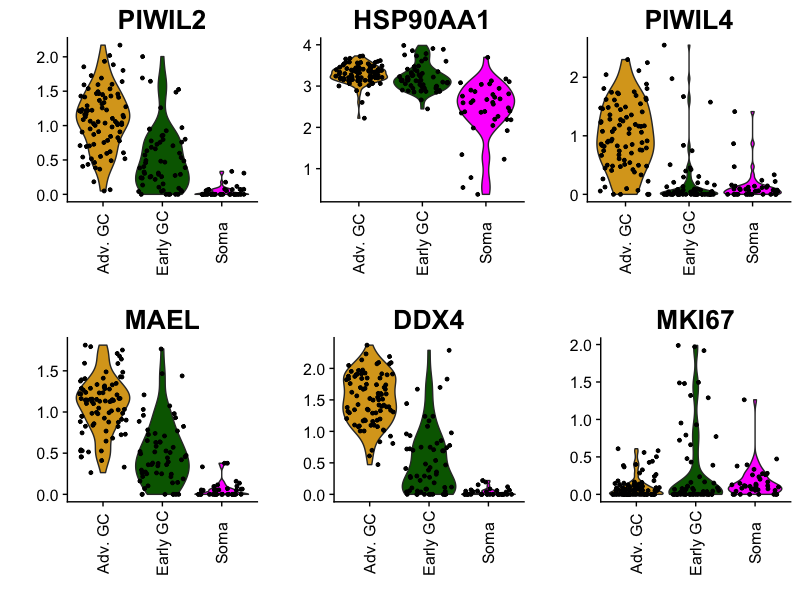 PIWIL2
2.0
1.5
1.0
0.5
0.0
Adv. GC
Early GC
Soma
HSP90AA1
4
3
2
1
Adv. GC
Early GC
Soma
PIWIL4
2
1
0
Adv. GC
Early GC
Soma
MAEL
1.5
1.0
0.5
0.0
Adv. GC
Early GC
Soma
DDX4
2.0
1.5
1.0
0.5
0.0
Adv. GC
Early GC
Soma
MKI67
2.0
1.5
1.0
0.5
0.0
Adv. GC
Early GC
Soma